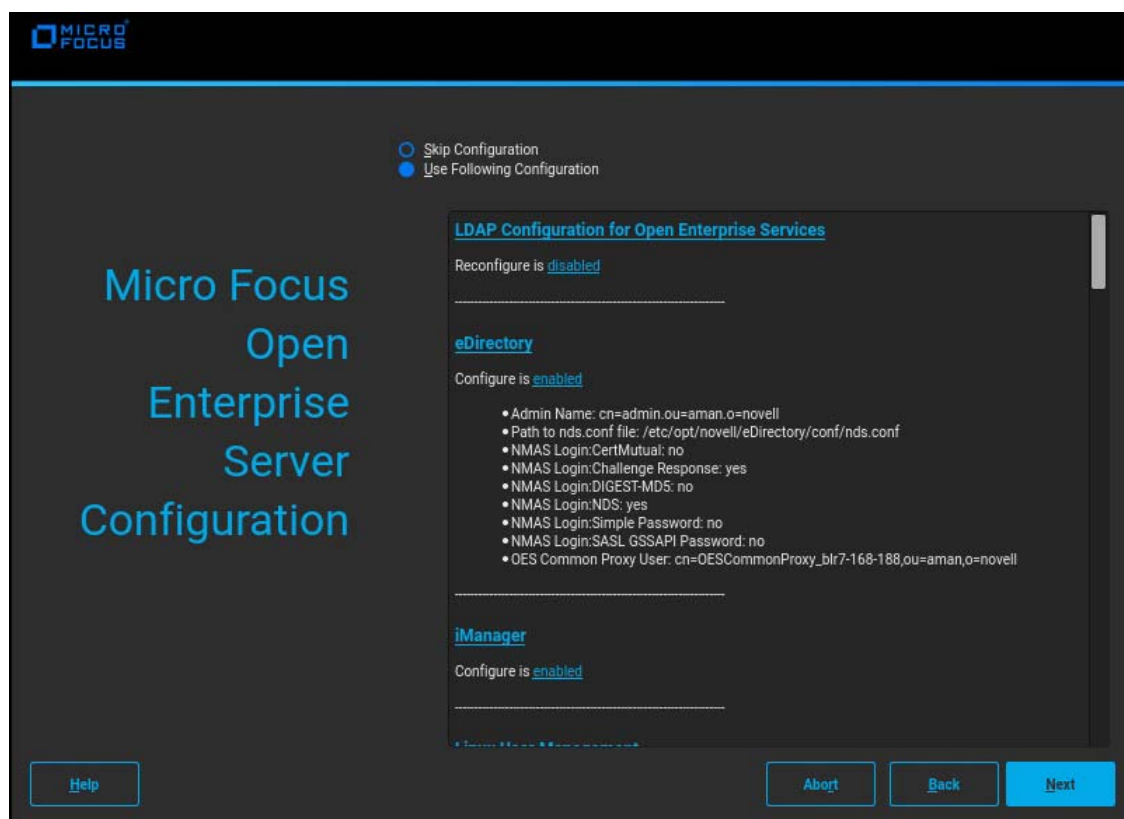 MICRO
FOCUS
Skip Configuration
Use Following Configuration
Micro Focus
Open
Enterprise
Server
Configuration
LDAP Configuration for Open Enterprise Services
Reconfigure is disabled
----------------------------------------------------------------------
eDirectory
Configure is enabled
• Admin Name: cn=admin.ou=aman.o=novell
• Path to nds.conf file: /etc/opt/novell/eDirectory/conf/nds.conf
• NMAS Login:CertMutual: no
• NMAS Login:Challenge Response: yes
• NMAS Login:DIGEST-MD5: no
• NMAS Login:NDS: yes
• NMAS Login:Simple Password: no
• NMAS Login:SASL GSSAPI Password: no
• OES Common Proxy User: cn=OESCommonProxy_blr7-168-188,ou=aman,o=novell
----------------------------------------------------------------------
iManager
Configure is enabled
----------------------------------------------------------------------
Linux User Management
Help
Abort
Back
Next